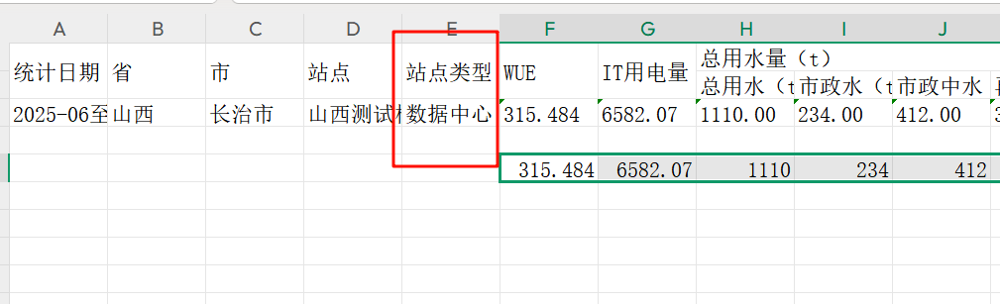 A B C D E F G H I J
统计日期 省 市 站点 站点类型 WUE IT用电量 总用水量（t）
总用水（t 市政水（t 市政中水
2025-06至 山西 长治市 山西测试 数据中心 315.484 6582.07 1110.00 234.00 412.00
315.484 6582.07 1110 234 412